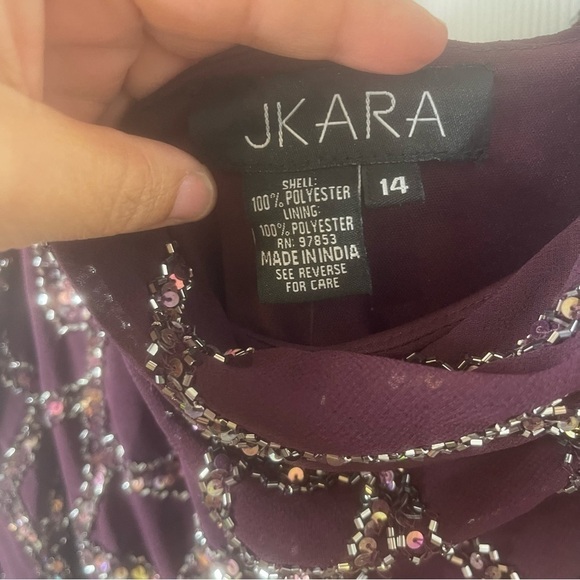 JKARA
SHELL:
100% POLYESTER
LINING:
100% POLYESTER
RN: 97853
MADE IN INDIA
SEE REVERSE
FOR CARE
14